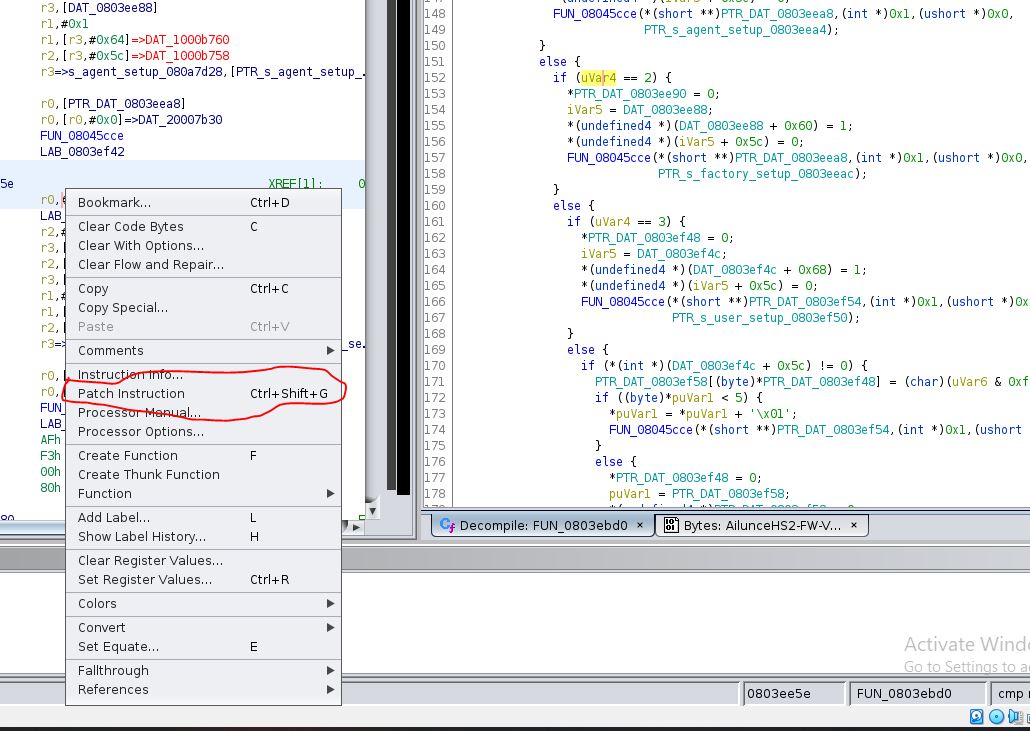 r3,[DAT_0803ee88]
r1,#0x1
r1,[r3,#0x64]=>DAT_1000b760
r2,[r3,#0x5c]=>DAT_1000b758
r3=>s_agent_setup_080a7d28,[PTR_s_agent_setup_.
r0,[PTR_DAT_0803eea8]
r0,[r0,#0x0]=>DAT_20007b30
FUN_08045cce
LAB_0803ef42
5e XREF[1]: 0
r0,
LAB
r2,#
r3,[
r2,[
r3,[
r1,#
r1,[
r2,[
r3=> _se.
r0,[
r0,
FUN_
LAB_
AFh
F3h
00h
80h
Bookmark... Ctrl+D
Clear Code Bytes C
Clear With Options...
Clear Flow and Repair...
Copy Ctrl+C
Copy Special...
Paste Ctrl+V
Comments
Instruction Info...
Patch Instruction Ctrl+Shift+G
Processor Manual...
Processor Options...
Create Function F
Create Thunk Function
Function
Add Label... L
Show Label History... H
Clear Register Values...
Set Register Values... Ctrl+R
Colors
Convert
Set Equate... E
Fallthrough
References
148 FUN_08045cce(*(short **)PTR_DAT_0803eea8,(int *)0x1,(ushort *)0x0,
149 PTR_s_agent_setup_0803eea4);
150 }
151 else {
152 if (uVar4 == 2) {
153 *PTR_DAT_0803ee90 = 0;
154 iVar5 = DAT_0803ee88;
155 *(undefined4 *)(DAT_0803ee88 + 0x60) = 1;
156 *(undefined4 *)(iVar5 + 0x5c) = 0;
157 FUN_08045cce(*(short **)PTR_DAT_0803eea8,(int *)0x1,(ushort *)0x0,
158 PTR_s_factory_setup_0803eeac);
159 }
160 else {
161 if (uVar4 == 3) {
162 *PTR_DAT_0803ef48 = 0;
163 iVar5 = DAT_0803ef4c;
164 *(undefined4 *)(DAT_0803ef4c + 0x68) = 1;
165 *(undefined4 *)(iVar5 + 0x5c) = 0;
166 FUN_08045cce(*(short **)PTR_DAT_0803ef54,(int *)0x1,(ushort *)0x
167 PTR_s_user_setup_0803ef50);
168 }
169 else {
170 if (*(int *)(DAT_0803ef4c + 0x5c) != 0) {
171 PTR_DAT_0803ef58[(byte)*PTR_DAT_0803ef48] = (char)(uVar6 & 0xf
172 if ((byte)*puVar1 < 5) {
173 *puVar1 = *puVar1 + '\x01';
174 FUN_08045cce(*(short **)PTR_DAT_0803ef54,(int *)0x1,(ushort
175 }
176 else {
177 *PTR_DAT_0803ef48 = 0;
178 puVar1 = PTR_DAT_0803ef58;
Decompile: FUN_0803ebd0 ×
Bytes: AilunceHS2-FW-V... ×
Activate Windo
Go to Settings to a
0803ee5e FUN_0803ebd0 cmp r